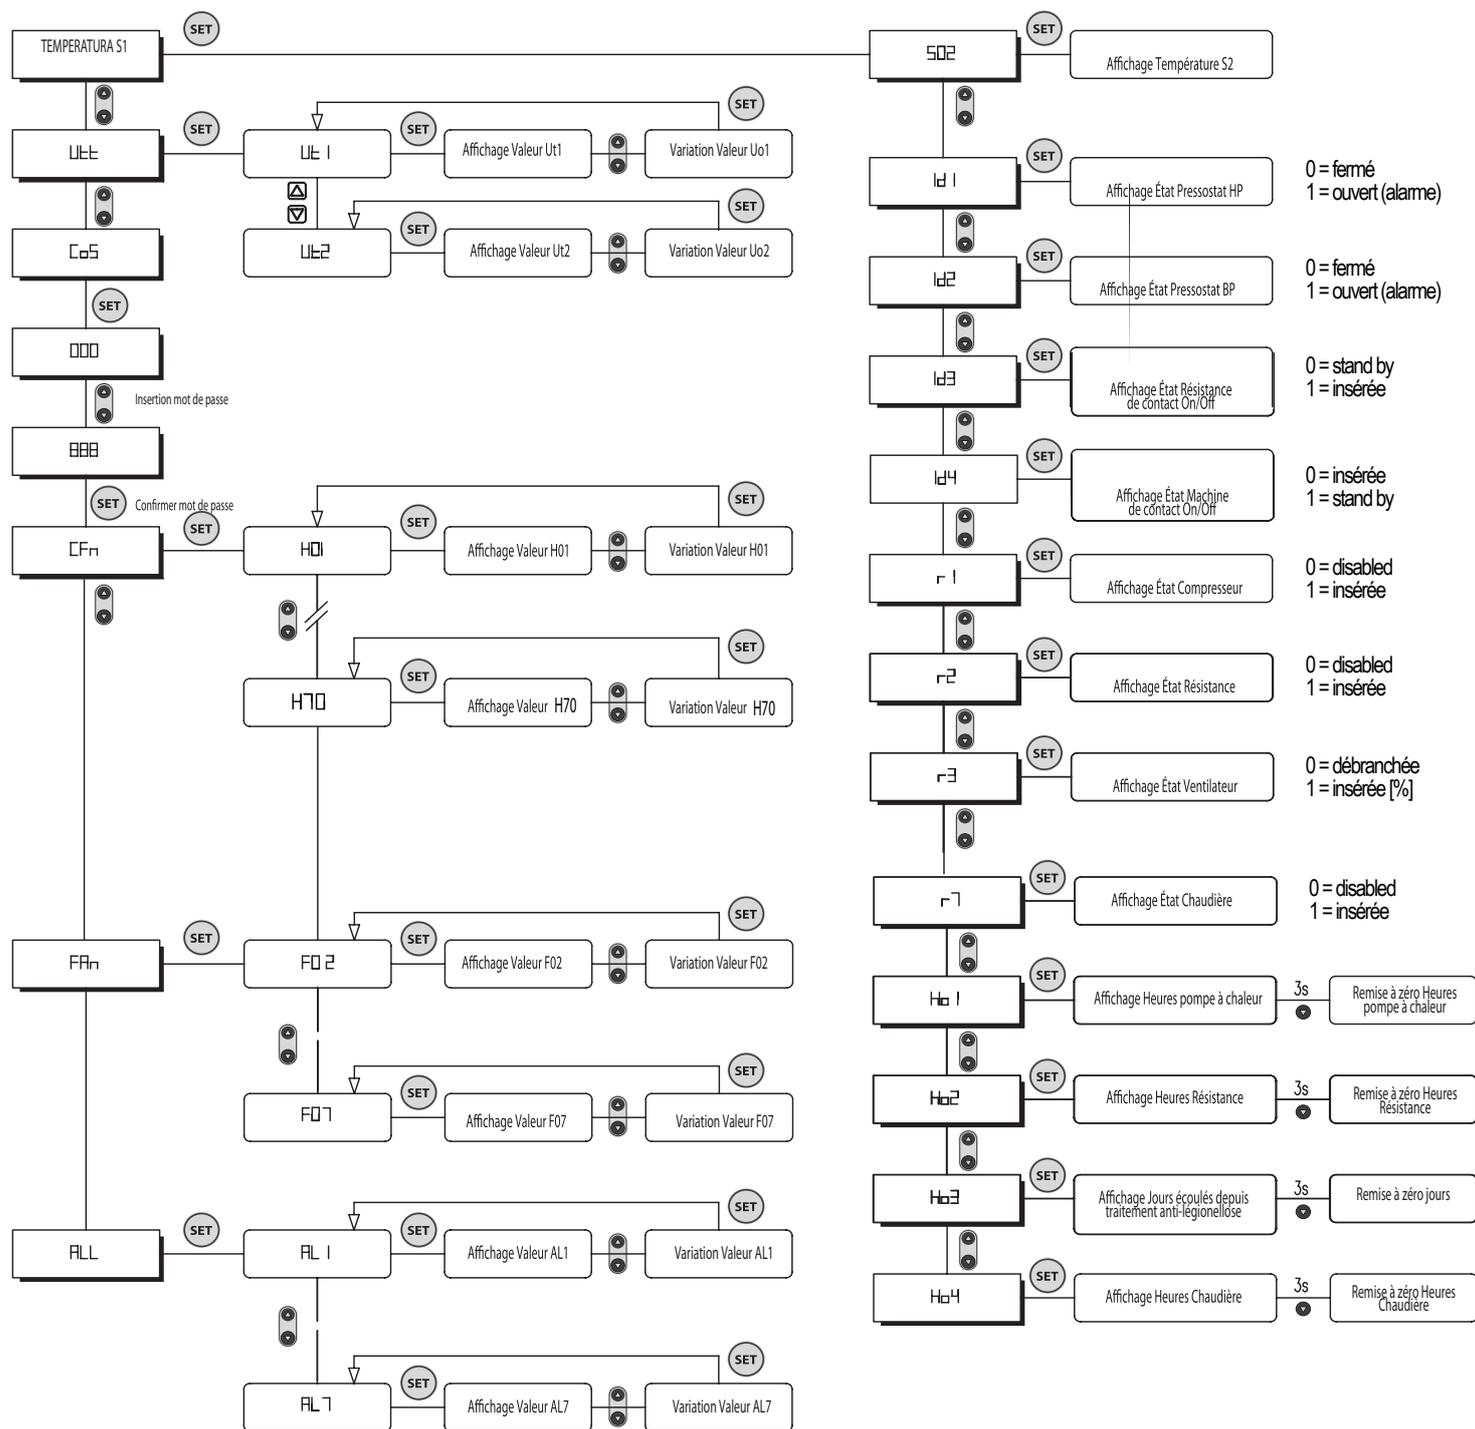 SET
TEMPERATURA S1
SET
S02
Affichage Température S2
SET
Utt
SET
Ut1
SET
Affichage Valeur Ut1
Variation Valeur Uo1
SET
CoS
Ut2
SET
Affichage Valeur Ut2
Variation Valeur Uo2
SET
000
Insertion mot de passe
888
SET
Confirmer mot de passe
SET
SET
CFn
H01
SET
Affichage Valeur H01
Variation Valeur H01
SET
H70
SET
Affichage Valeur H70
Variation Valeur H70
SET
FAn
SET
F02
SET
Affichage Valeur F02
Variation Valeur F02
SET
F07
SET
Affichage Valeur F07
Variation Valeur F07
SET
ALL
SET
AL1
SET
Affichage Valeur AL1
Variation Valeur AL1
SET
AL7
SET
Affichage Valeur AL7
Variation Valeur AL7
SET
Id1
Affichage État Pressostat HP
0 = fermé
1 = ouvert (alarme)
SET
Id2
Affichage État Pressostat BP
0 = fermé
1 = ouvert (alarme)
SET
Id3
Affichage État Résistance
de contact On/Off
0 = stand by
1 = insérée
SET
Id4
Affichage État Machine
de contact On/Off
0 = insérée
1 = stand by
SET
r1
Affichage État Compresseur
0 = disabled
1 = insérée
SET
r2
Affichage État Résistance
0 = disabled
1 = insérée
SET
r3
Affichage État Ventilateur
0 = débranchée
1 = insérée [%]
SET
r7
Affichage État Chaudière
0 = disabled
1 = insérée
SET
Ho1
Affichage Heures pompe à chaleur
3s
Remise à zéro Heures
pompe à chaleur
SET
Ho2
Affichage Heures Résistance
3s
Remise à zéro Heures
Résistance
SET
Ho3
Affichage Jours écoulés depuis
traitement anti-légionellose
3s
Remise à zéro jours
SET
Ho4
Affichage Heures Chaudière
3s
Remise à zéro Heures
Chaudière